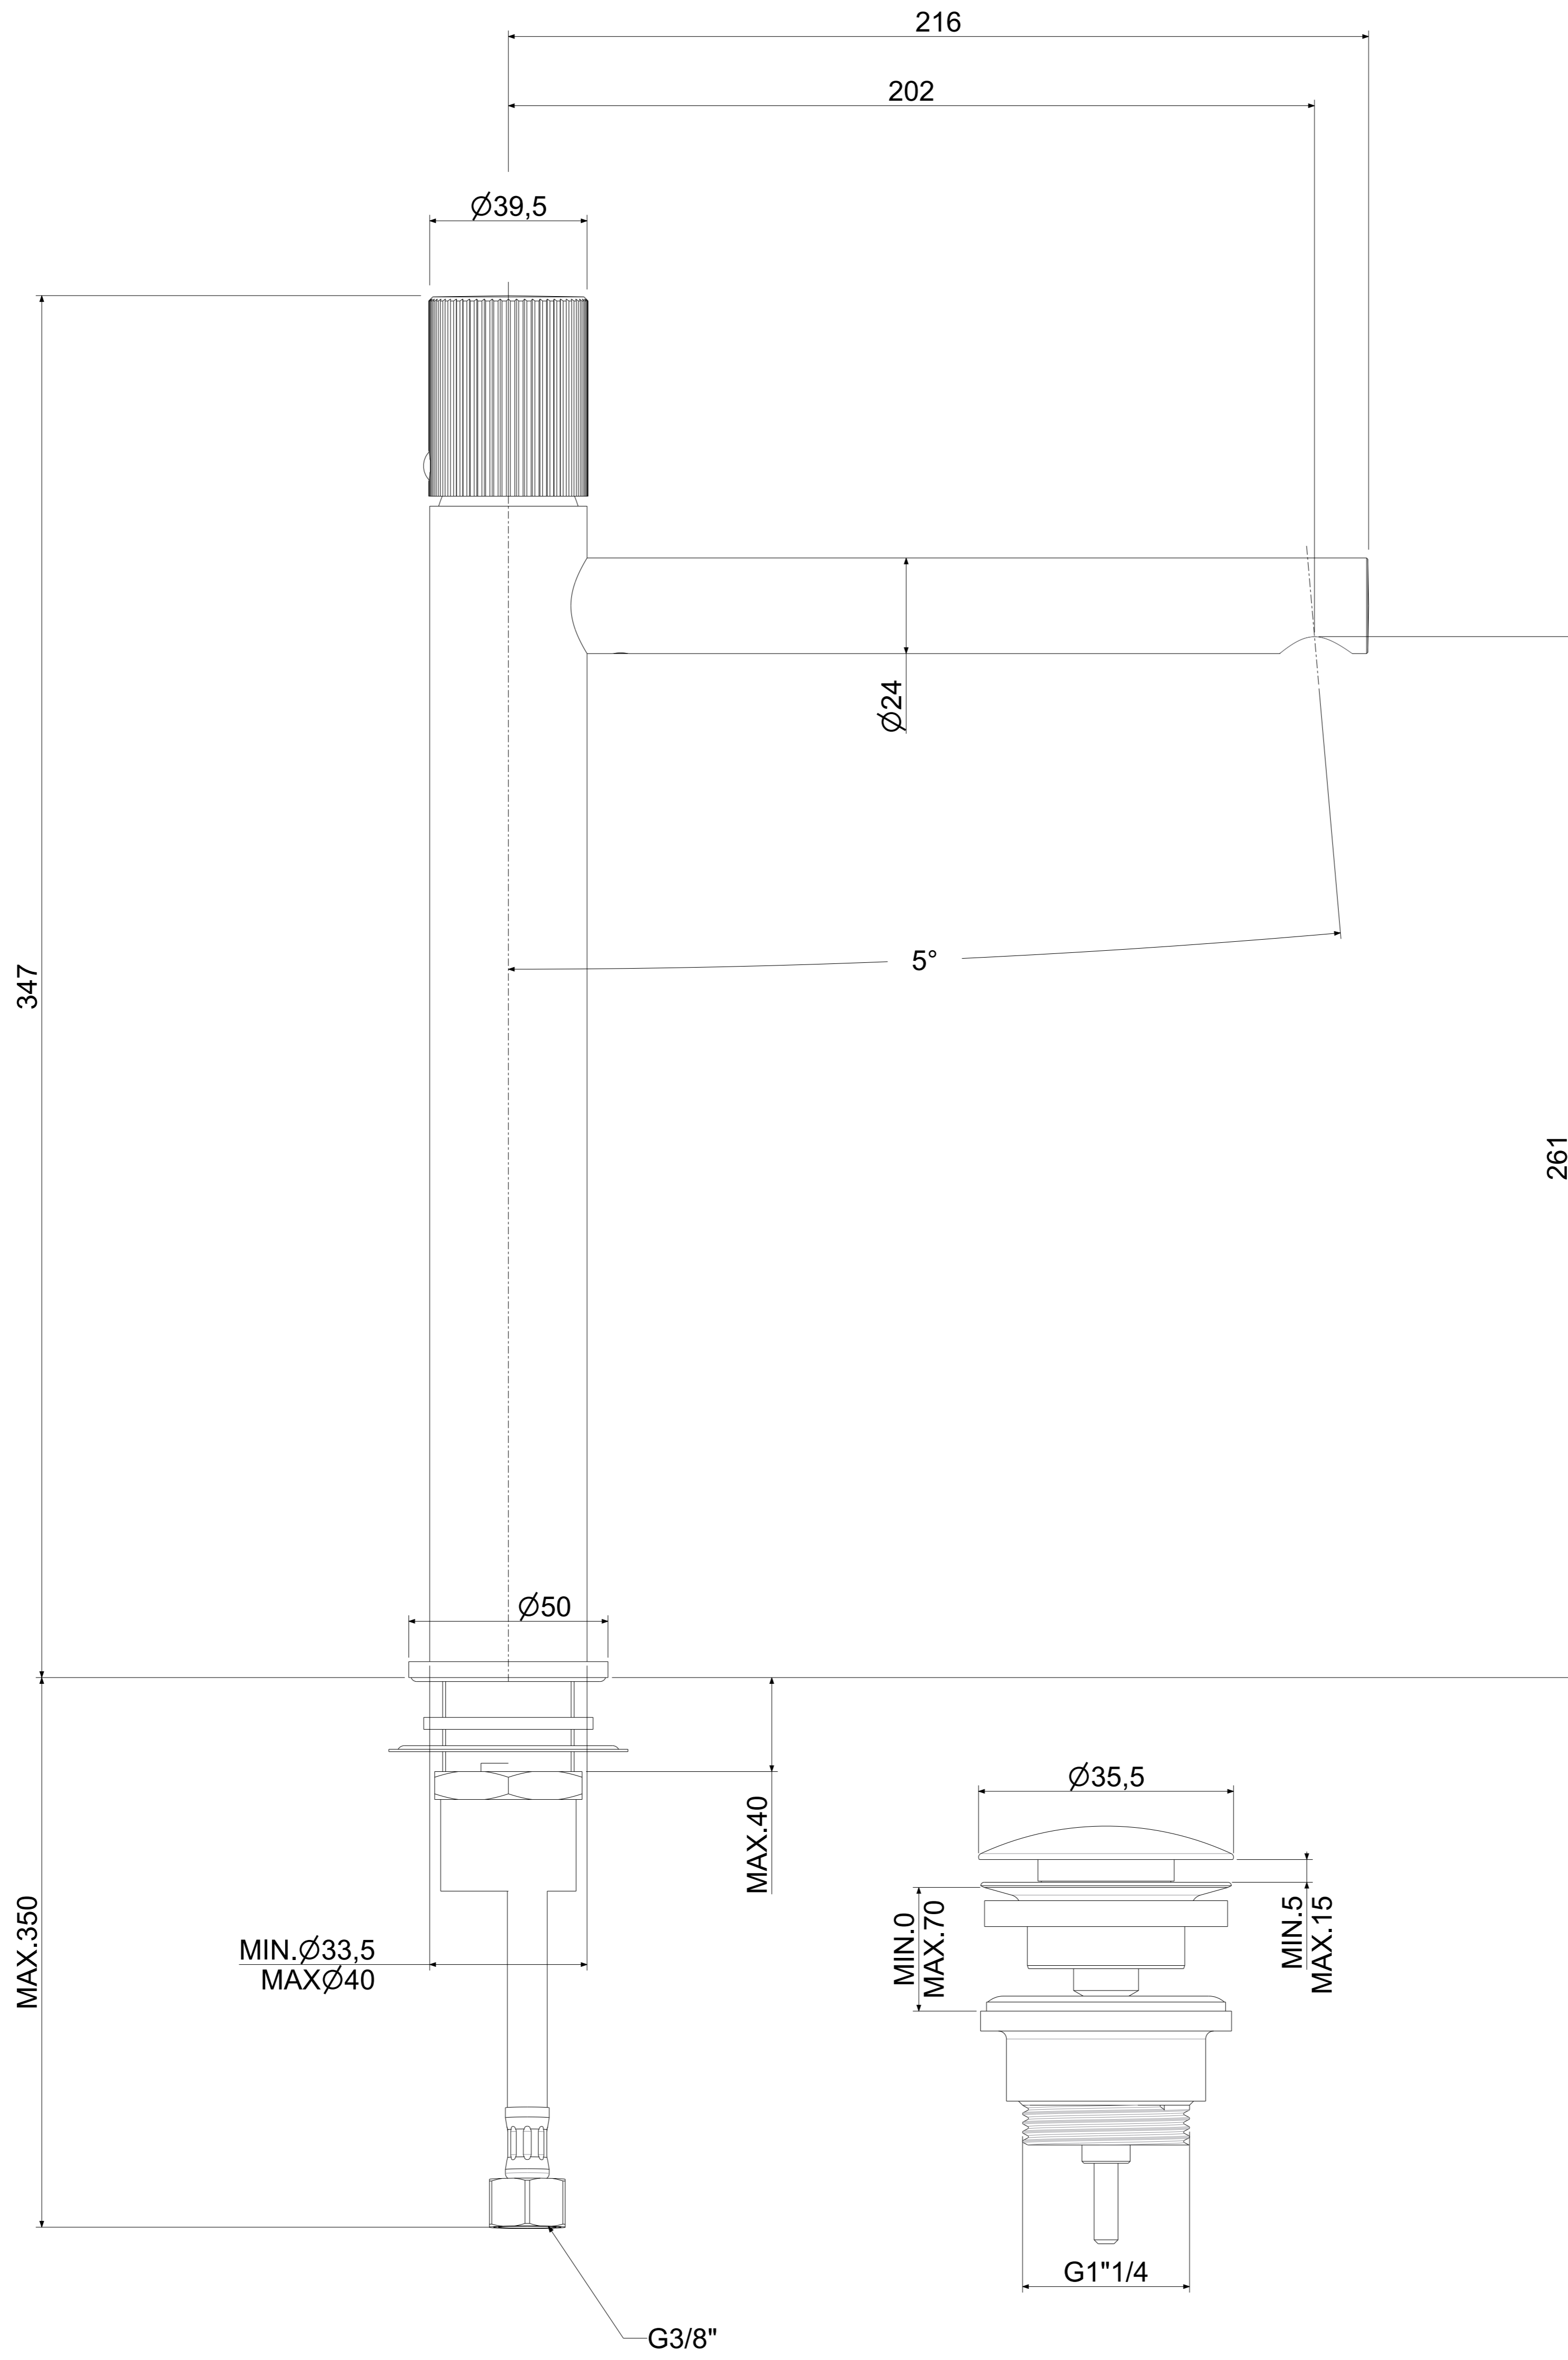 216
202
Ø39,5
Ø24
5°
347
261
Ø50
MAX.40
Ø35,5
MIN.5
MAX.15
MIN.0
MAX.70
MAX.350
MIN.Ø33,5
MAXØ40
G1"1/4
G3/8"